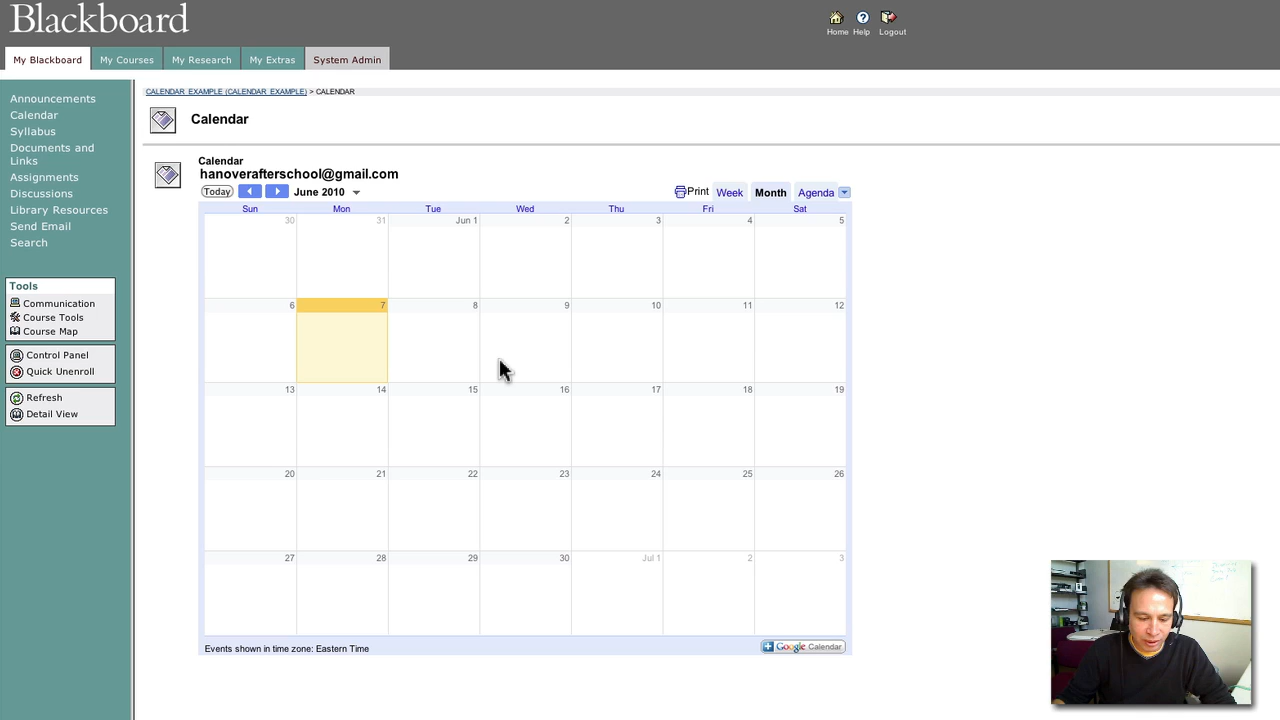 Blackboard
Home Help Logout
My Blackboard My Courses My Research My Extras System Admin
CALENDAR EXAMPLE (CALENDAR_EXAMPLE) > CALENDAR
Calendar
Announcements
Calendar
Syllabus
Documents and
Links
Assignments
Discussions
Library Resources
Send Email
Search
Tools
Communication
Course Tools
Course Map
Control Panel
Quick Unenroll
Refresh
Detail View
Calendar
hanoverafterschool@gmail.com
Today June 2010 Print Week Month Agenda
Sun Mon Tue Wed Thu Fri Sat
30 31 Jun 1 2 3 4 5
6 7 8 9 10 11 12
13 14 15 16 17 18 19
20 21 22 23 24 25 26
27 28 29 30 Jul 1 2 3
Events shown in time zone: Eastern Time
Google Calendar